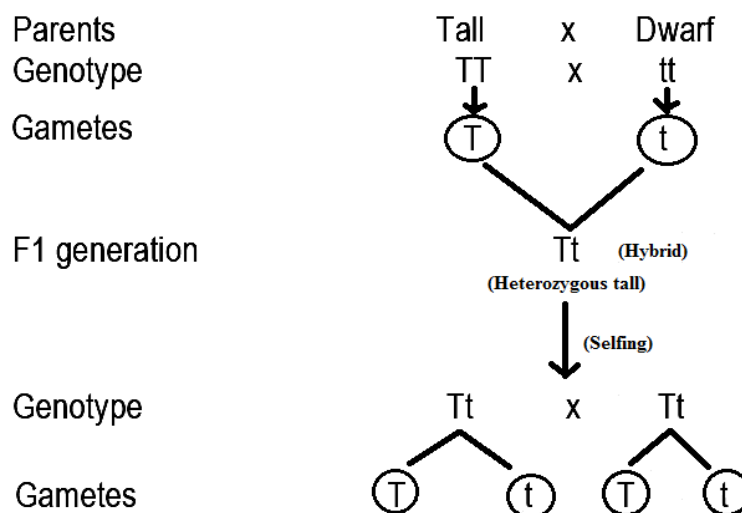 Parents Tall x Dwarf
Genotype TT x tt
Gametes T t
F1 generation Tt (Hybrid)
(Heterozygous tall)
(Selfing)
Genotype Tt x Tt
Gametes T t T t